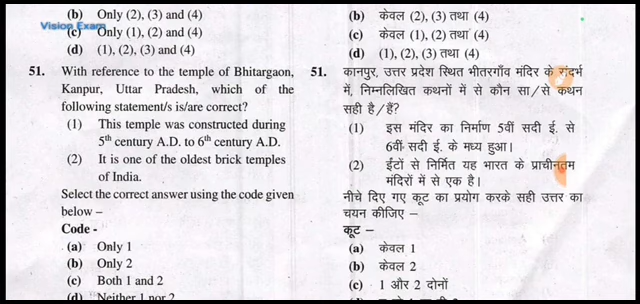 (b) Only (2), (3) and (4)
Vision Exam
(c) Only (1), (2) and (4)
(d) (1), (2), (3) and (4)
51. With reference to the temple of Bhitargaon,
Kanpur, Uttar Pradesh, which of the
following statement/s is/are correct?
(1) This temple was constructed during
5th century A.D. to 6th century A.D.
(2) It is one of the oldest brick temples
of India.
Select the correct answer using the code given
below –
Code -
(a) Only 1
(b) Only 2
(c) Both 1 and 2
(d) Neither 1 nor 2
(b) केवल (2), (3) तथा (4)
(c) केवल (1), (2) तथा (4)
(d) (1), (2), (3) तथा (4)
51. कानपुर, उत्तर प्रदेश स्थित भीतरगाँव मंदिर के संदर्भ
में, निम्नलिखित कथनों में से कौन सा/से कथन
सही है/हैं?
(1) इस मंदिर का निर्माण 5वीं सदी ई. से
6वीं सदी ई. के मध्य हुआ।
(2) ईंटों से निर्मित यह भारत के प्राचीनतम
मंदिरों में से एक है।
नीचे दिए गए कूट का प्रयोग करके सही उत्तर का
चयन कीजिए –
कूट –
(a) केवल 1
(b) केवल 2
(c) 1 और 2 दोनों